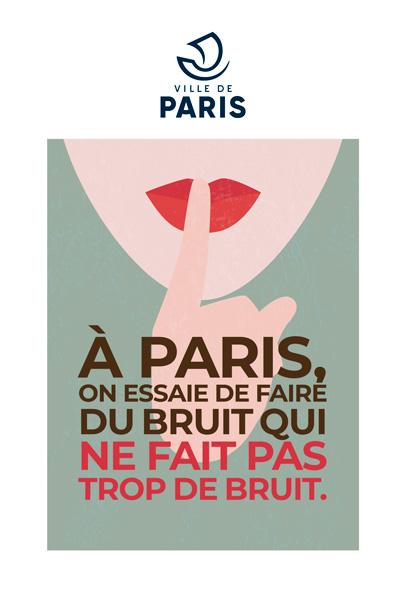 VILLE DE
PARIS
À PARIS,
ON ESSAIE DE FAIRE
DU BRUIT QUI
NE FAIT PAS
TROP DE BRUIT.